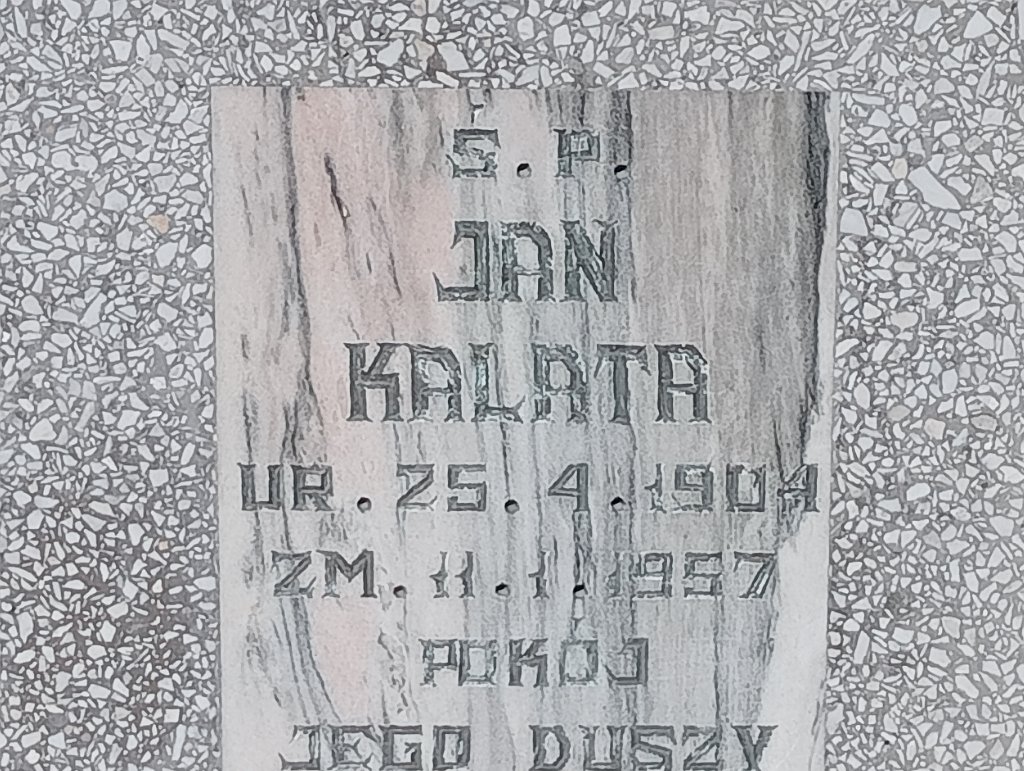 Ś.P.
JAN
KALATA
UR.25.4.1904
ZM.11.1.1957
POKÓJ
JEGO DUSZY